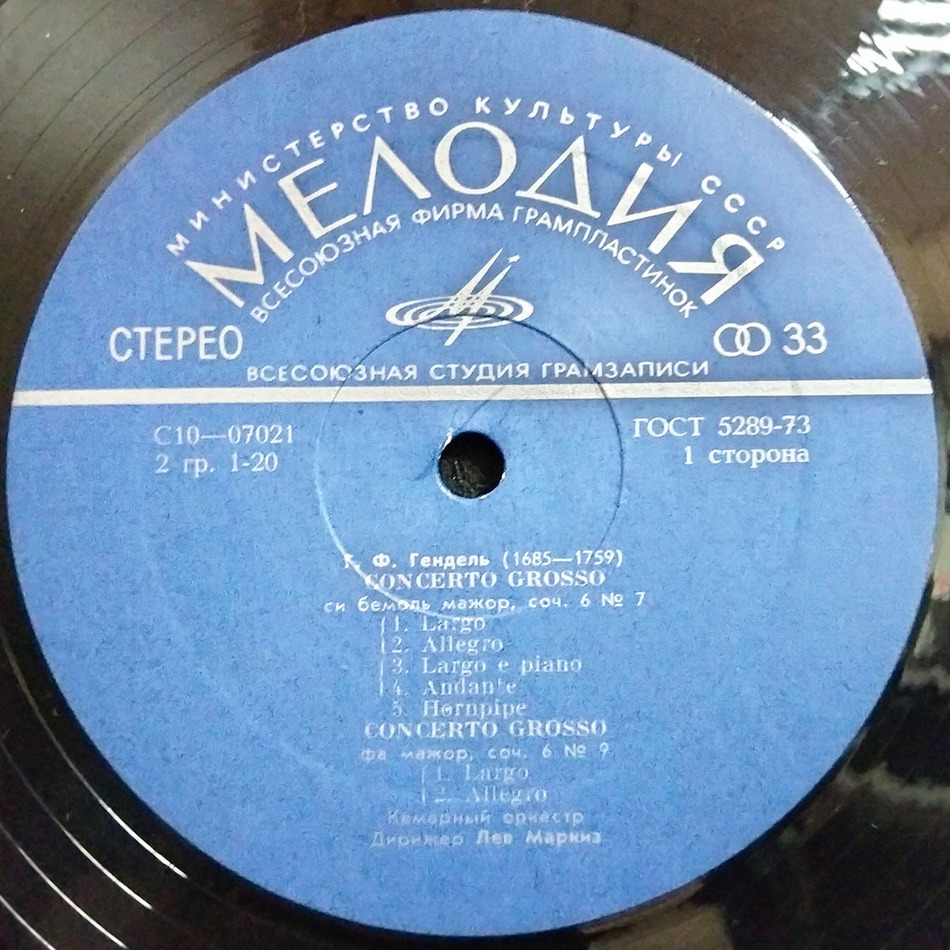 МИНИСТЕРСТВО КУЛЬТУРЫ СССР
МЕЛОДИЯ
ВСЕСОЮЗНАЯ ФИРМА ГРАМПЛАСТИНОК
СТЕРЕО
33
ВСЕСОЮЗНАЯ СТУДИЯ ГРАМЗАПИСИ
С10—07021
ГОСТ 5289-73
2 гр. 1-20
1 сторона
Г. Ф. Гендель (1685—1759)
CONCERTO GROSSO
си бемоль мажор, соч. 6 № 7
1. Largo
2. Allegro
3. Largo e piano
4. Andante
5. Hornpipe
CONCERTO GROSSO
фа мажор, соч. 6 № 9
1. Largo
2. Allegro
Камерный оркестр
Дирижер Лев Маркиз